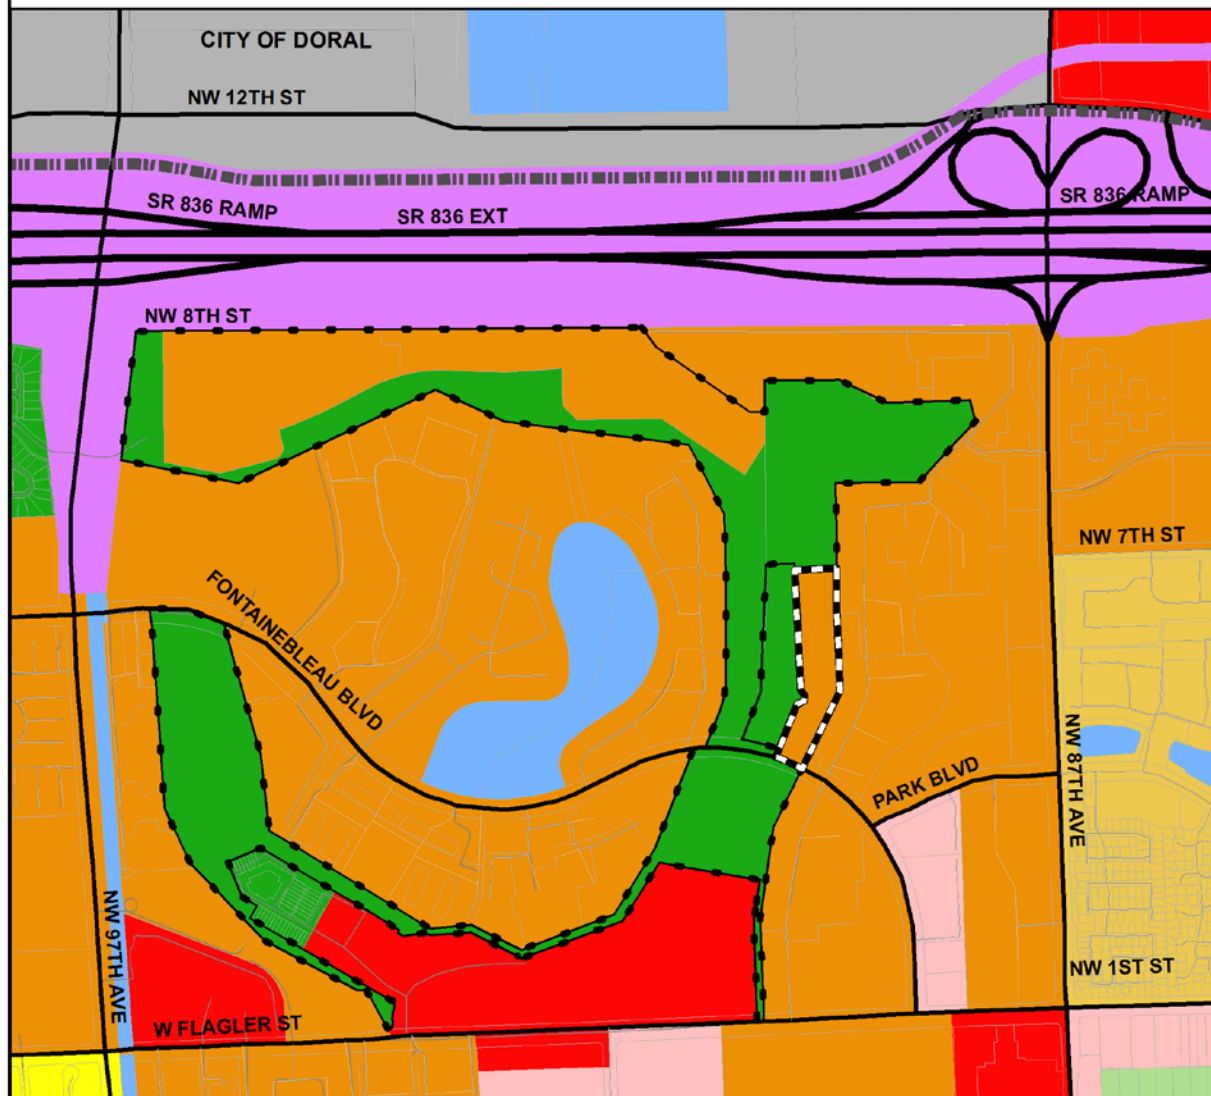 CITY OF DORAL
NW 12TH ST
SR 836 RAMP
SR 836 EXT
SR 836 RAMP
NW 8TH ST
NW 7TH ST
FONTAINEBLEAU BLVD
PARK BLVD
NW 87TH AVE
NW 97TH AVE
NW 1ST ST
W FLAGLER ST